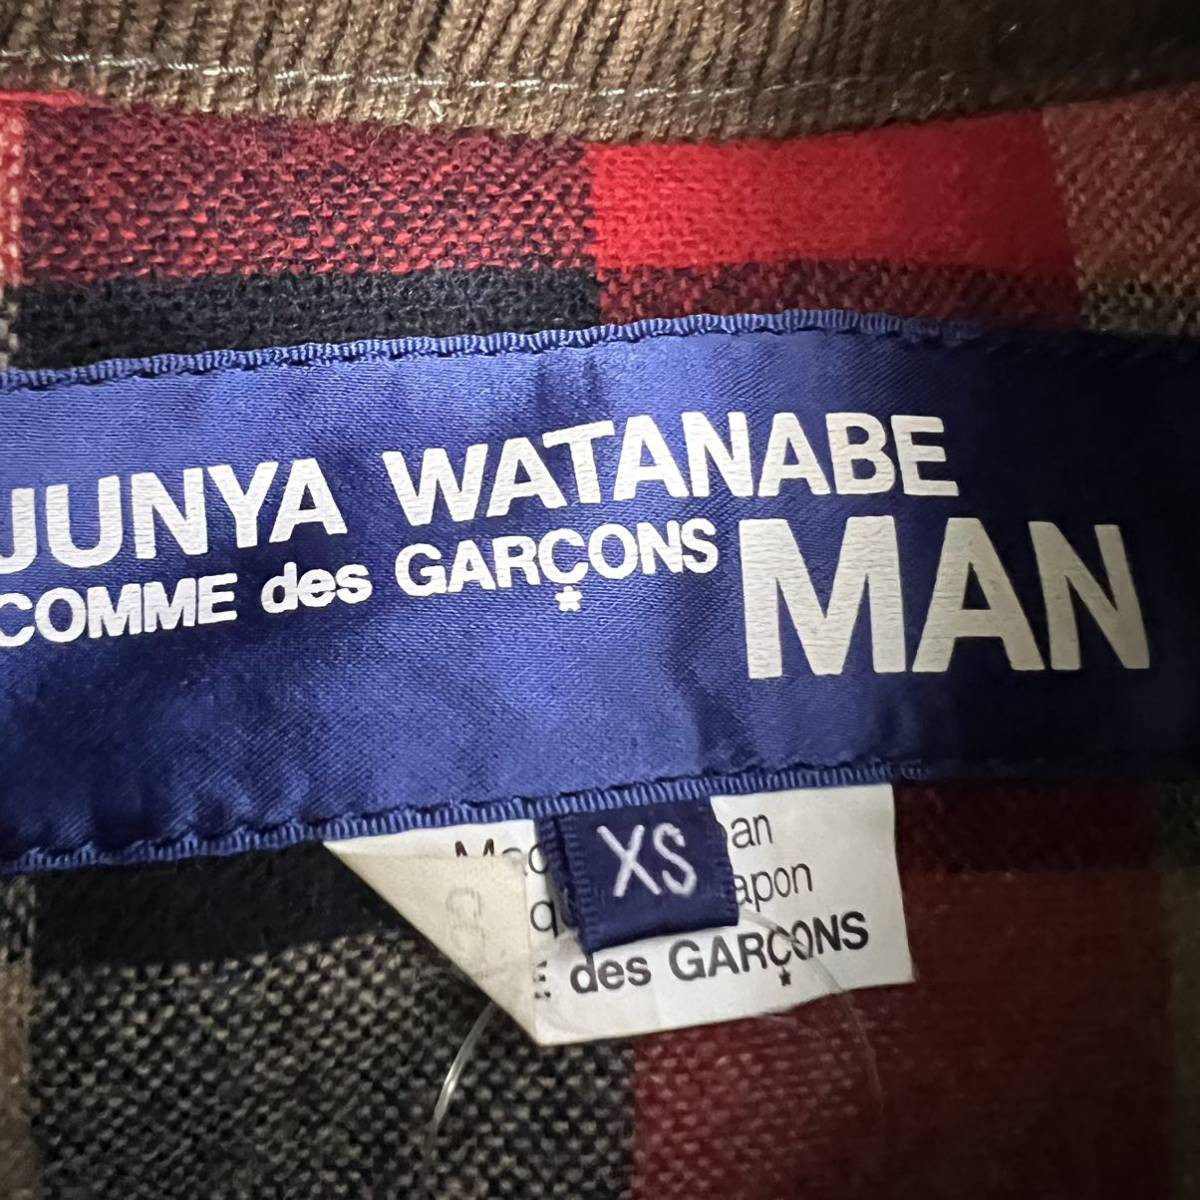 JUNYA WATANABE
COMME des GARÇONS MAN
XS
des GARÇONS